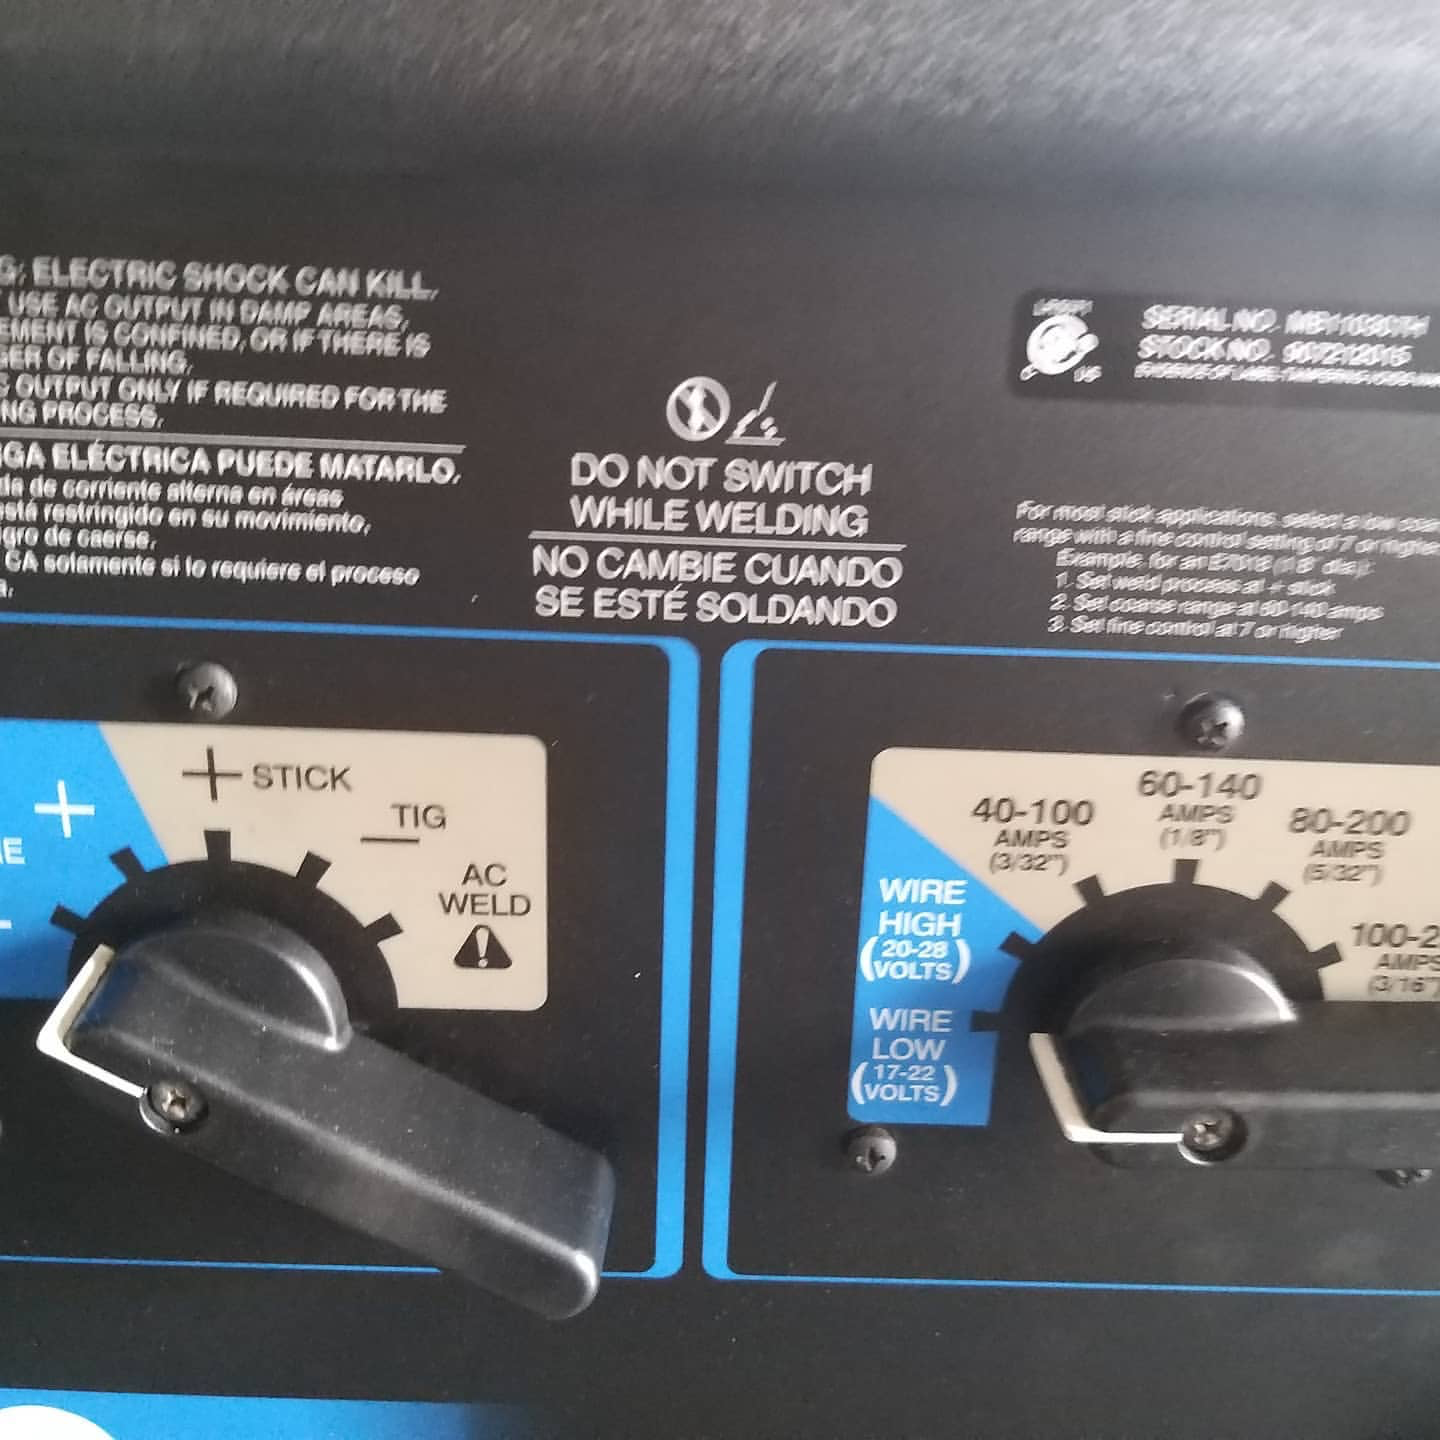 ELECTRIC SHOCK CAN KILL.
USE AC OUTPUT IN DAMP AREAS,
IS CONFINED, OR IF THERE IS
OF FALLING.
OUTPUT ONLY IF REQUIRED FOR THE
PROCESS.
ELÉCTRICA PUEDE MATARLO.
de corriente alterna en áreas
está restringido en su movimiento,
de caerse.
CA solamente si lo requiere el proceso
DO NOT SWITCH
WHILE WELDING
NO CAMBIE CUANDO
SE ESTÉ SOLDANDO
SERIAL NO.
STOCK NO. 907212015
For most stick applications, select a low
range with a fine control setting of 7 or higher
Example, for an E7018 (1/8" dia.):
1. Set weld process at + stick
2. Set coarse range at 60-140 amps
3. Set fine control at 7 or higher
+
+ STICK
— TIG
AC
WELD
40-100
AMPS
(3/32")
60-140
AMPS
(1/8")
80-200
AMPS
(5/32")
AMPS
(3/16")
WIRE
HIGH
(20-28
VOLTS)
WIRE
LOW
(17-22
VOLTS)